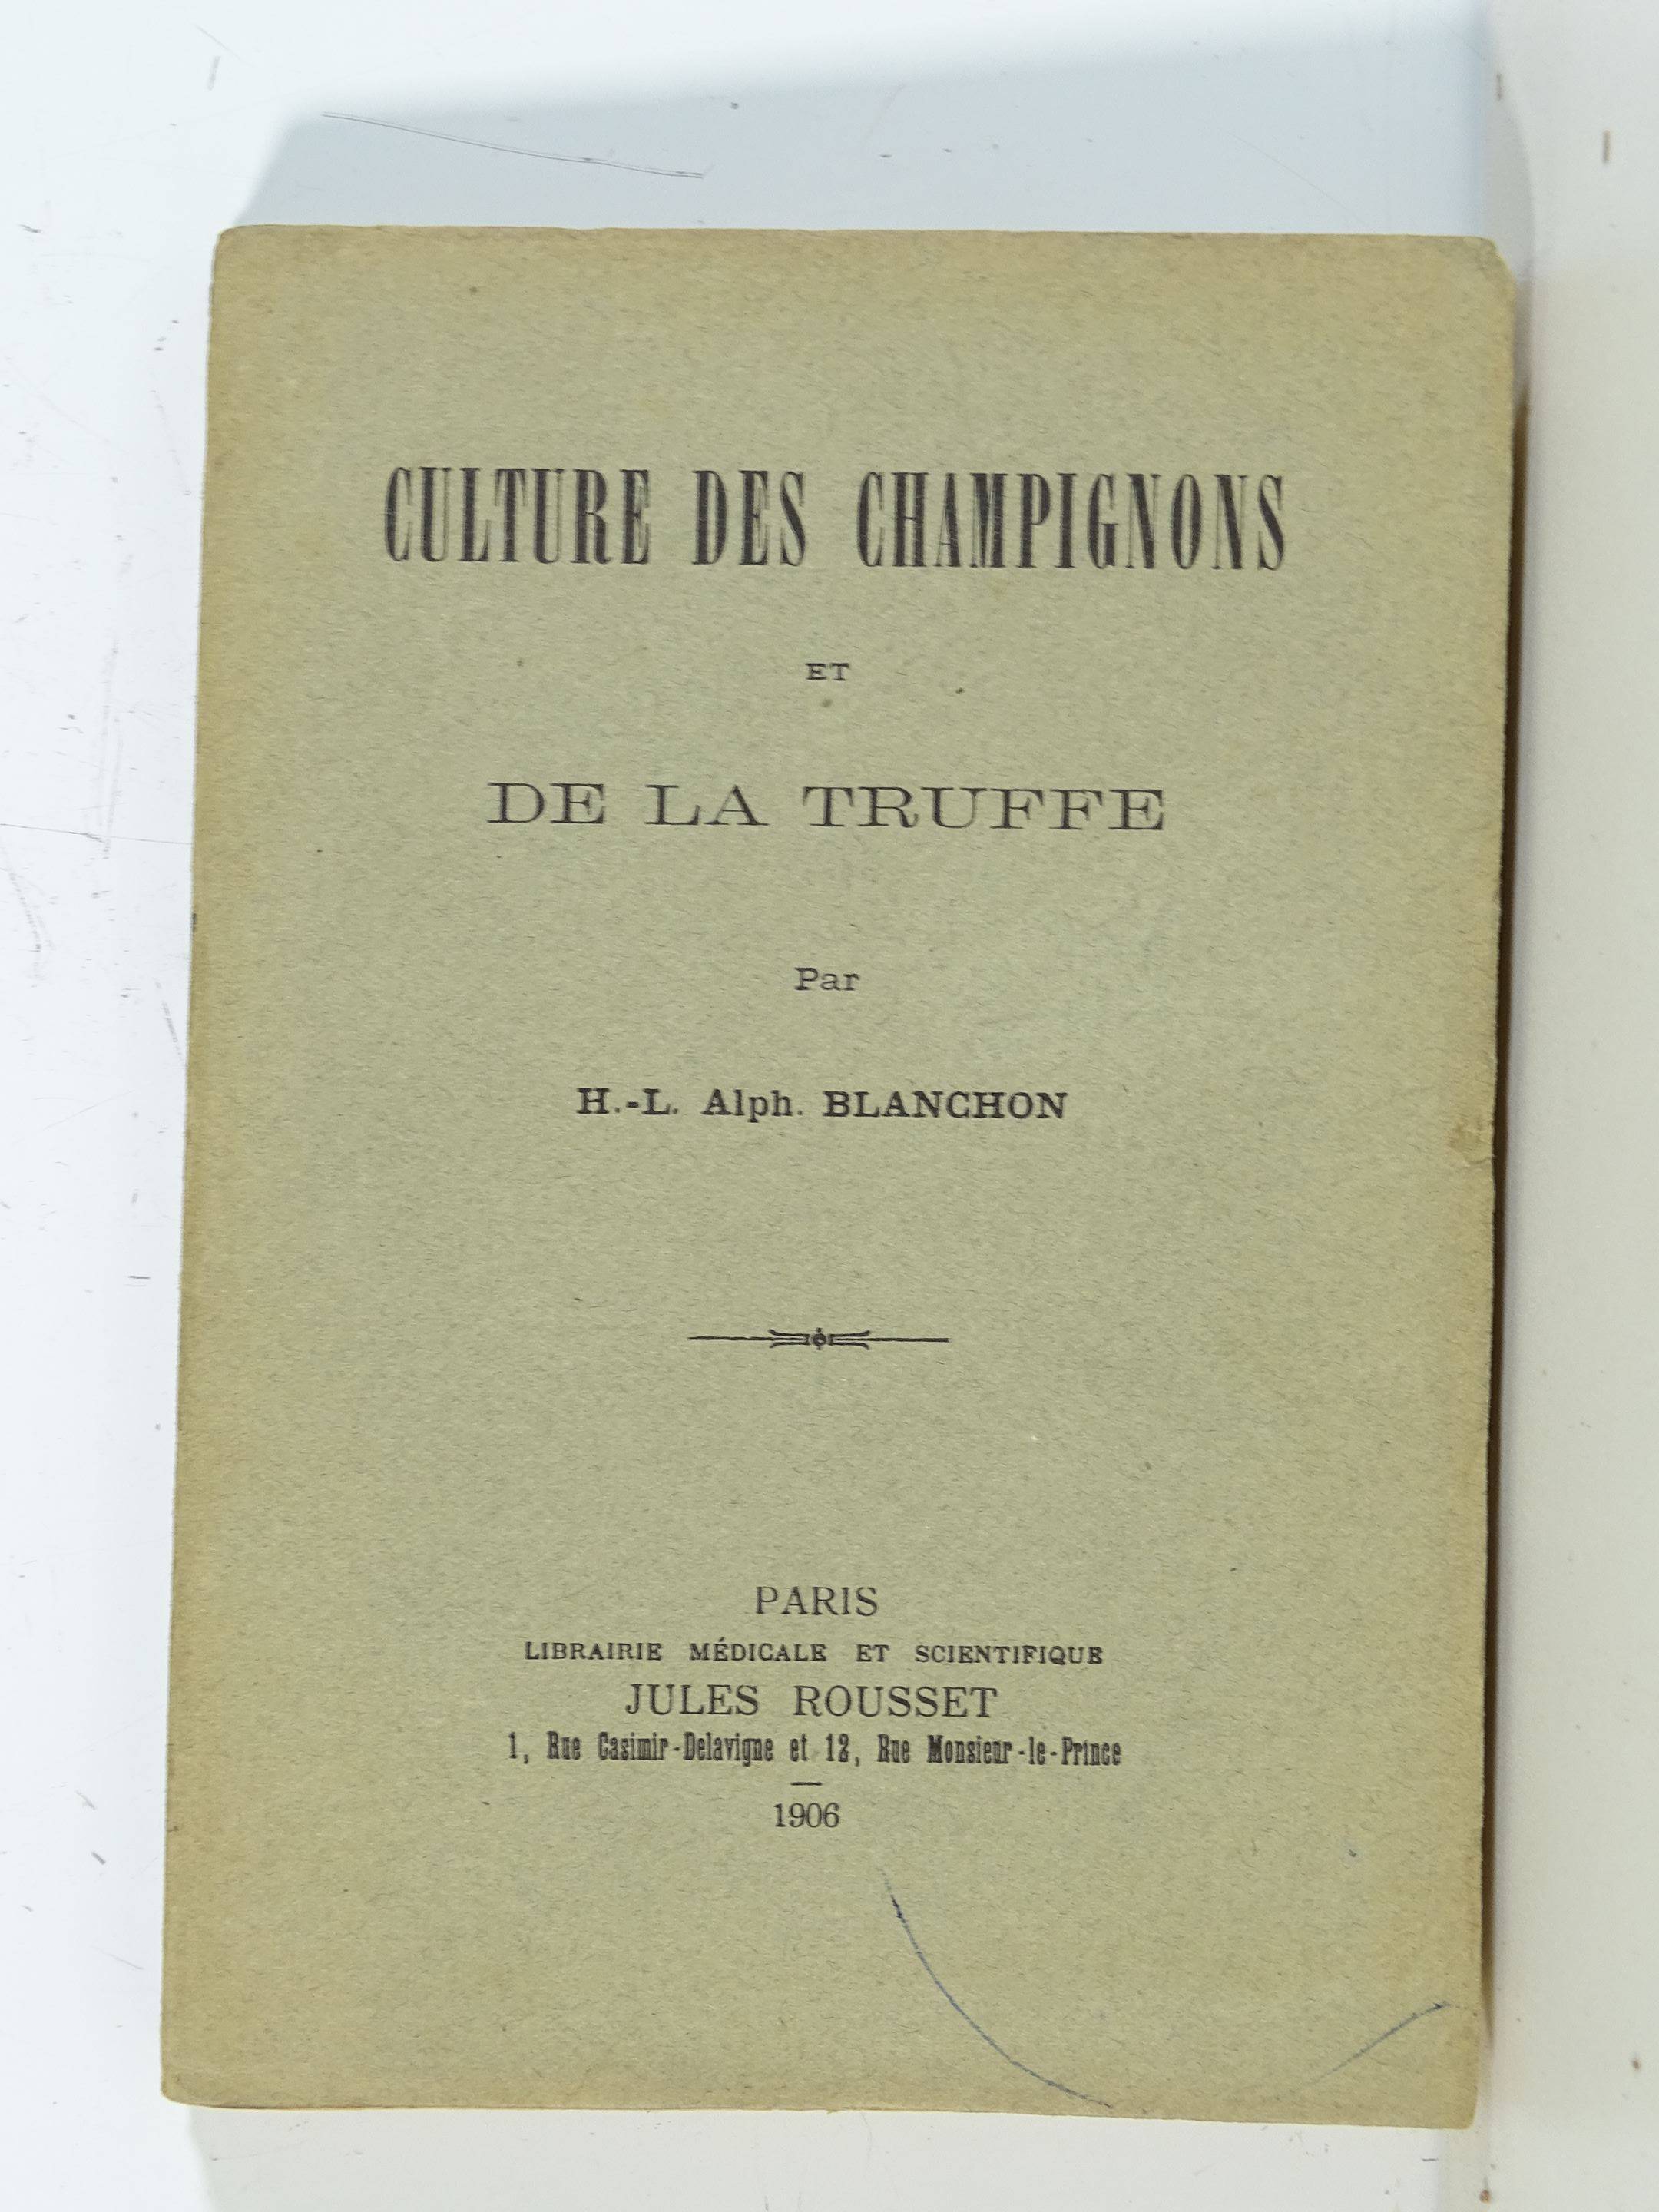 CULTURE DES CHAMPIGNONS
ET
DE LA TRUFFE
Par
H.-L. Alph. BLANCHON
PARIS
LIBRAIRIE MÉDICALE ET SCIENTIFIQUE
JULES ROUSSET
1, Rue Casimir-Delavigne et 12, Rue Monsieur-le-Prince
1906